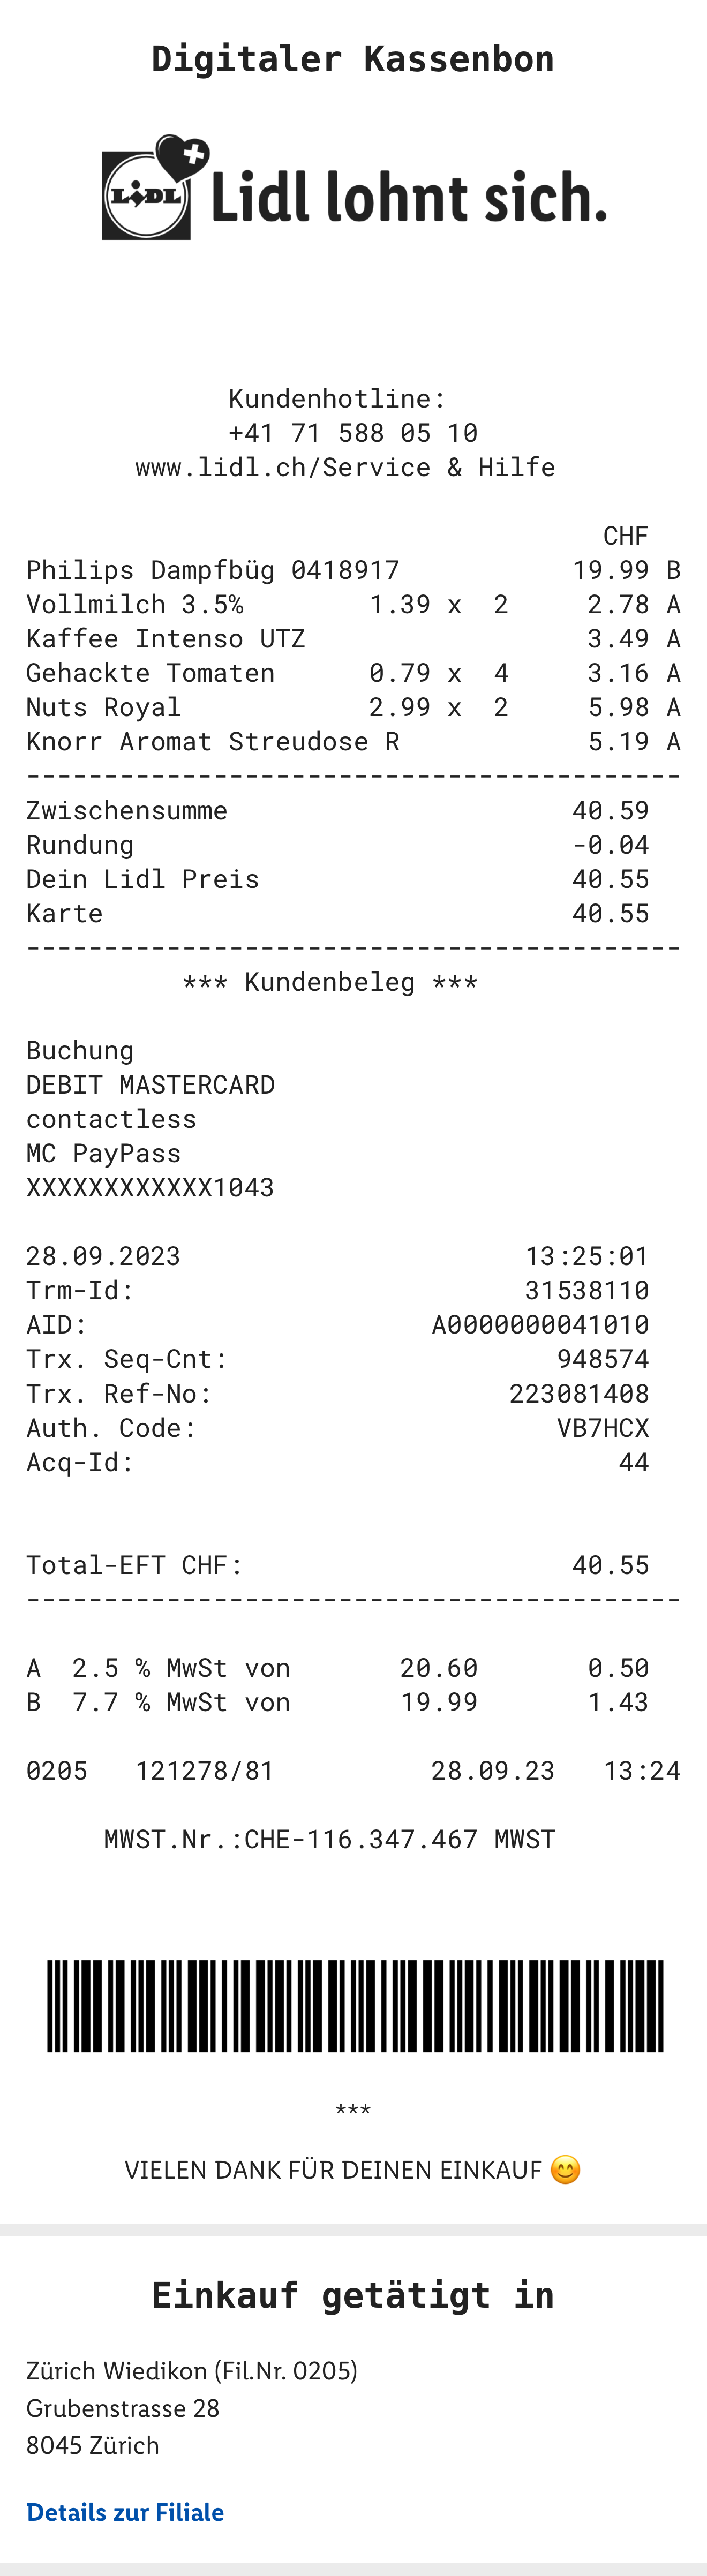 Digitaler Kassenbon
LIDL Lidl lohnt sich.
Kundenhotline:
+41 71 588 05 10
www.lidl.ch/Service & Hilfe
CHF
Philips Dampfbüg 0418917 19.99 B
Vollmilch 3.5% 1.39 x 2 2.78 A
Kaffee Intenso UTZ 3.49 A
Gehackte Tomaten 0.79 x 4 3.16 A
Nuts Royal 2.99 x 2 5.98 A
Knorr Aromat Streudose R 5.19 A
------------------------------------------
Zwischensumme 40.59
Rundung -0.04
Dein Lidl Preis 40.55
Karte 40.55
------------------------------------------
*** Kundenbeleg ***
Buchung
DEBIT MASTERCARD
contactless
MC PayPass
XXXXXXXXXXXX1043
28.09.2023 13:25:01
Trm-Id: 31538110
AID: A0000000041010
Trx. Seq-Cnt: 948574
Trx. Ref-No: 223081408
Auth. Code: VB7HCX
Acq-Id: 44
Total-EFT CHF: 40.55
------------------------------------------
A 2.5 % MwSt von 20.60 0.50
B 7.7 % MwSt von 19.99 1.43
0205 121278/81 28.09.23 13:24
MWST.Nr.:CHE-116.347.467 MWST
***
VIELEN DANK FÜR DEINEN EINKAUF 😊
Einkauf getätigt in
Zürich Wiedikon (Fil.Nr. 0205)
Grubenstrasse 28
8045 Zürich
Details zur Filiale